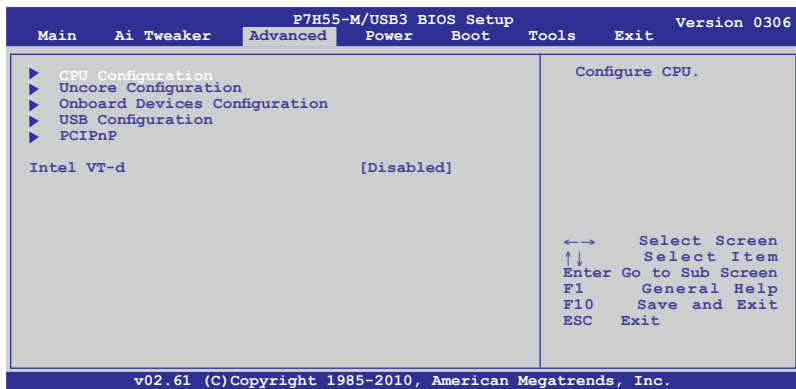 P7H55-M/USB3 BIOS Setup Version 0306
Main Ai Tweaker Advanced Power Boot Tools Exit
CPU Configuration
Uncore Configuration
Onboard Devices Configuration
USB Configuration
PCIPnP
Intel VT-d [Disabled]
Configure CPU.
←→ Select Screen
↑↓ Select Item
Enter Go to Sub Screen
F1 General Help
F10 Save and Exit
ESC Exit
v02.61 (C)Copyright 1985-2010, American Megatrends, Inc.